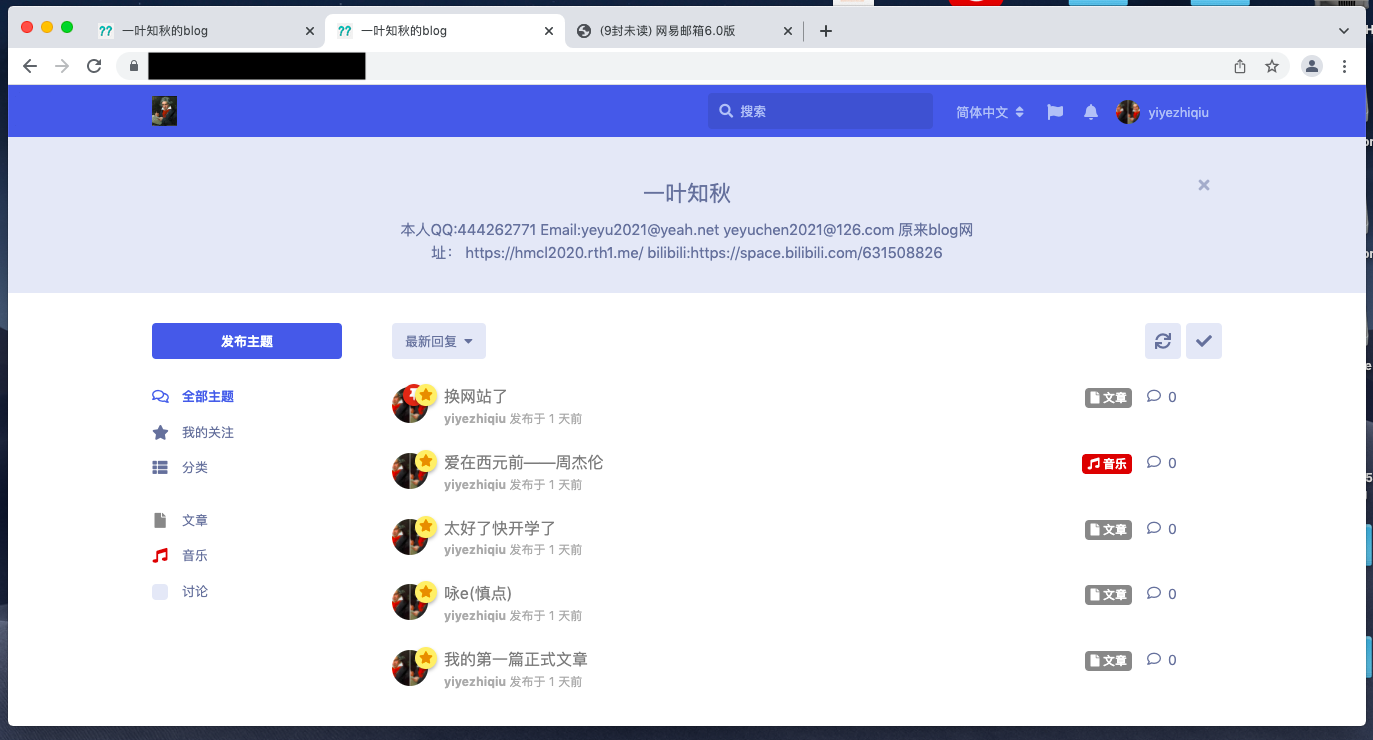 一叶知秋的blog
一叶知秋的blog
(9封未读) 网易邮箱6.0版
搜索
简体中文
yiyezhiqiu
一叶知秋
本人QQ:444262771 Email:yeyu2021@yeah.net yeyuchen2021@126.com 原来blog网
址： https://hmcl2020.rth1.me/ bilibili:https://space.bilibili.com/631508826
发布主题
最新回复
全部主题
我的关注
分类
文章
音乐
讨论
换网站了
文章 0
yiyezhiqiu 发布于 1 天前
爱在西元前——周杰伦
音乐 0
yiyezhiqiu 发布于 1 天前
太好了快开学了
文章 0
yiyezhiqiu 发布于 1 天前
咏e(慎点)
文章 0
yiyezhiqiu 发布于 1 天前
我的第一篇正式文章
文章 0
yiyezhiqiu 发布于 1 天前